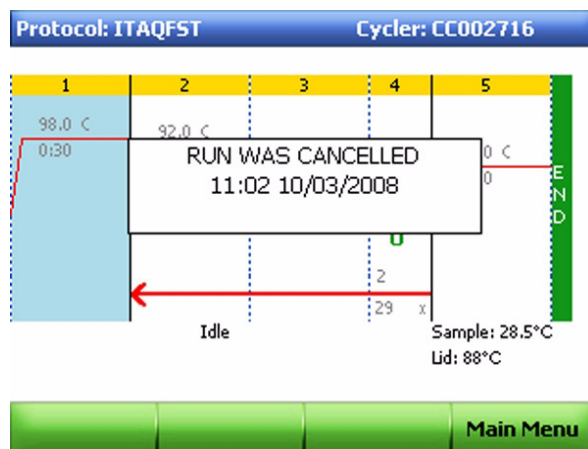 Protocol: ITAQFST Cycler: CC002716
1 2 3 4 5
98.0 C 92.0 C 0 C
0:30 0
RUN WAS CANCELLED
11:02 10/03/2008
END
2
29 x
Idle Sample: 28.5°C
Lid: 88°C
Main Menu